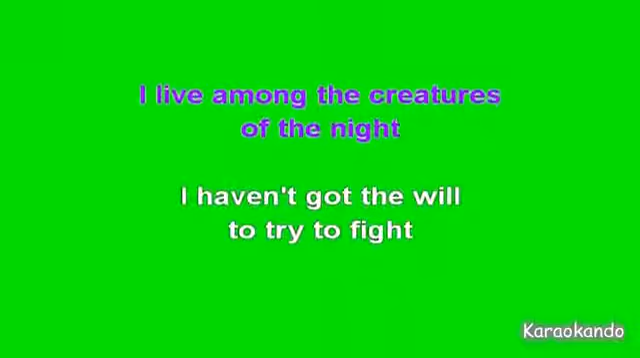 I live among the creatures
of the night
I haven't got the will
to try to fight
Karaokando